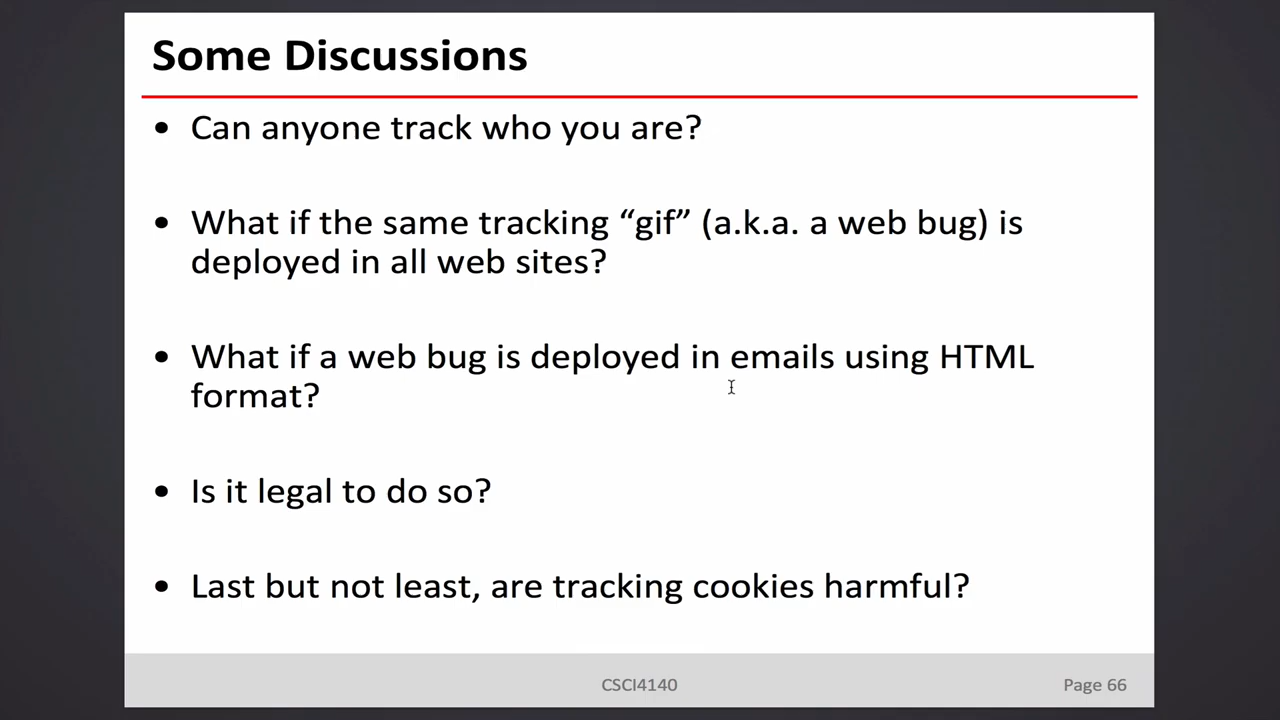 Some Discussions
• Can anyone track who you are?
• What if the same tracking “gif” (a.k.a. a web bug) is
deployed in all web sites?
• What if a web bug is deployed in emails using HTML
format?
• Is it legal to do so?
• Last but not least, are tracking cookies harmful?
CSCI4140
Page 66